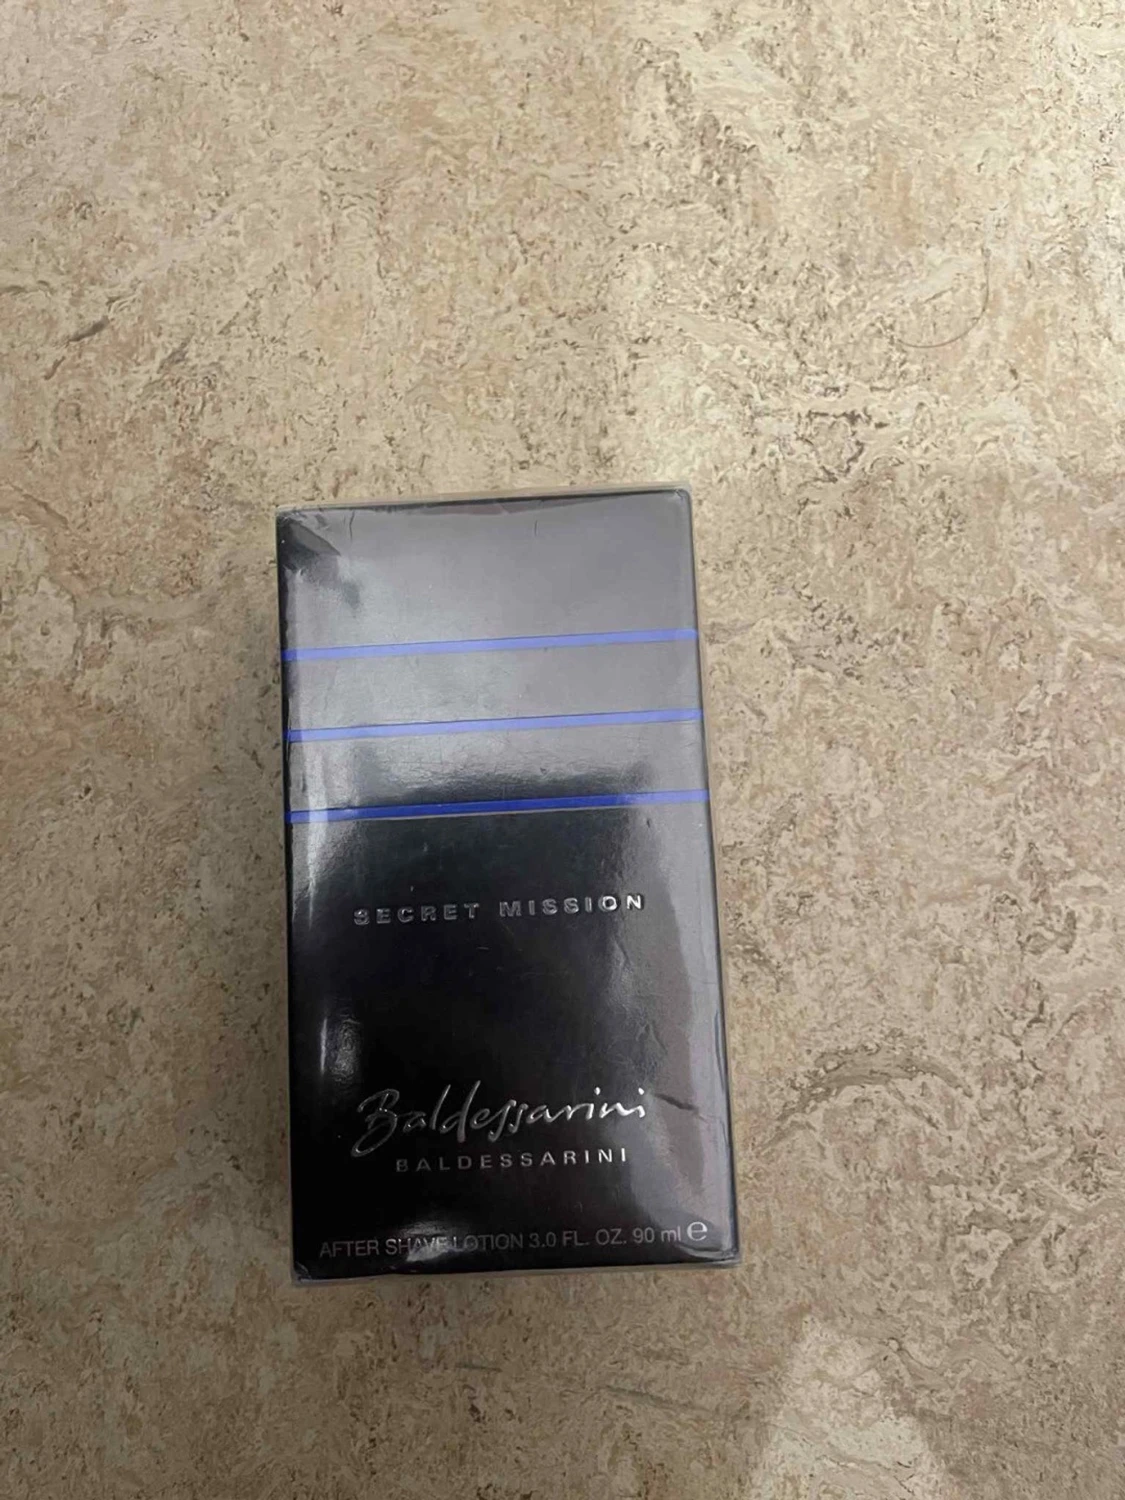 SECRET MISSION
Baldessarini
BALDESSARINI
AFTER SHAVE LOTION 3.0 FL. OZ. 90 ml ℮